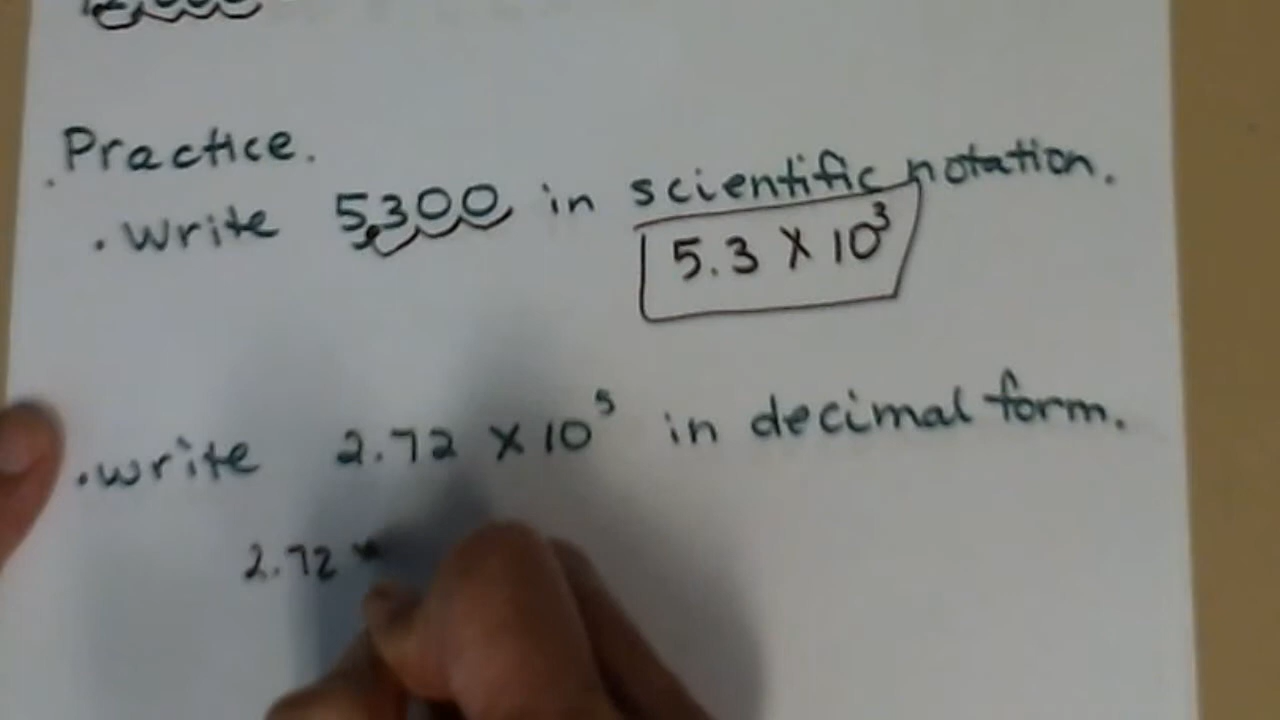 Practice.
. Write 5,300 in scientific notation.
5.3 X 10³
. write 2.72 X 10⁵ in decimal form.
2.72